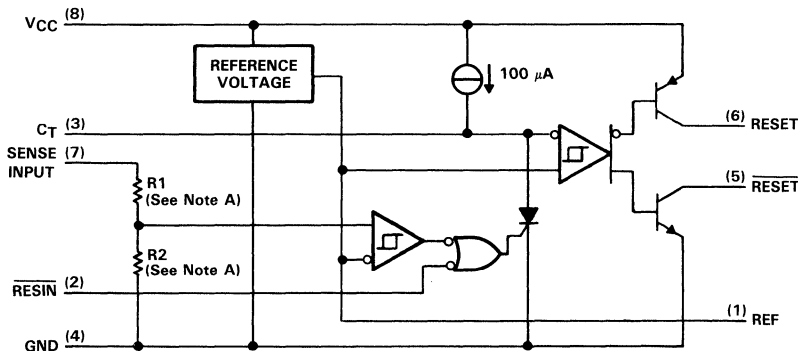 VCC (8)
REFERENCE
VOLTAGE
100 μA
CT (3)
(6) RESET
SENSE (7)
INPUT
R1
(See Note A)
(5) RESET
R2
(See Note A)
RESIN (2)
(1) REF
GND (4)